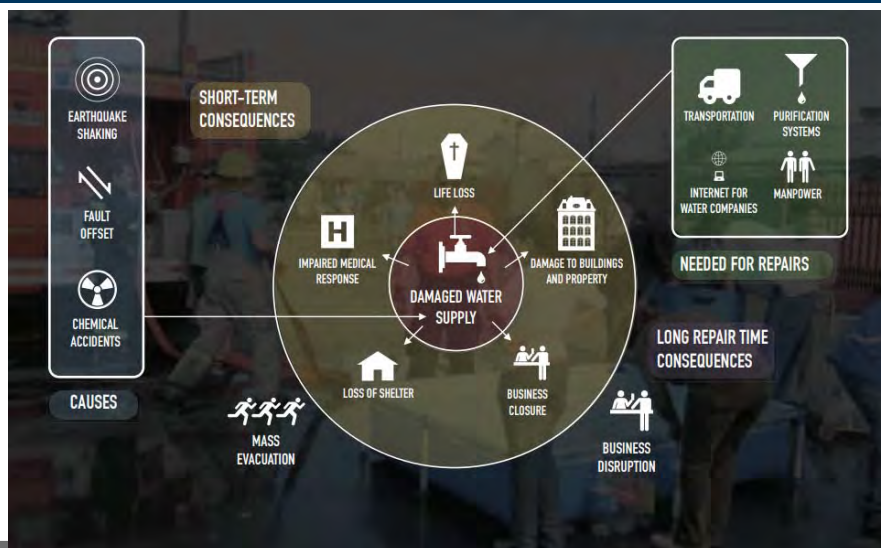 EARTHQUAKE
SHAKING
FAULT
OFFSET
CHEMICAL
ACCIDENTS
CAUSES
SHORT-TERM
CONSEQUENCES
LIFE LOSS
H
IMPAIRED MEDICAL
RESPONSE
DAMAGE TO BUILDINGS
AND PROPERTY
DAMAGED WATER
SUPPLY
LOSS OF SHELTER
BUSINESS
CLOSURE
MASS
EVACUATION
TRANSPORTATION
PURIFICATION
SYSTEMS
INTERNET FOR
WATER COMPANIES
MANPOWER
NEEDED FOR REPAIRS
LONG REPAIR TIME
CONSEQUENCES
BUSINESS
DISRUPTION